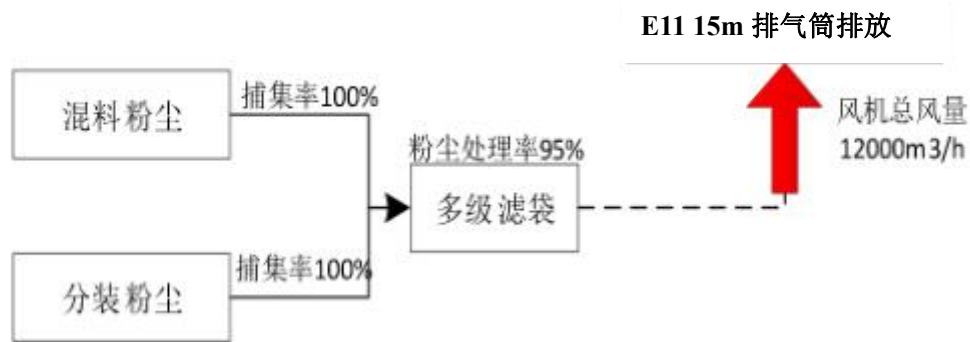 E11 15m 排气筒排放
混料粉尘
捕集率100%
粉尘处理率95%
多级滤袋
风机总风量
12000m3/h
分装粉尘
捕集率100%